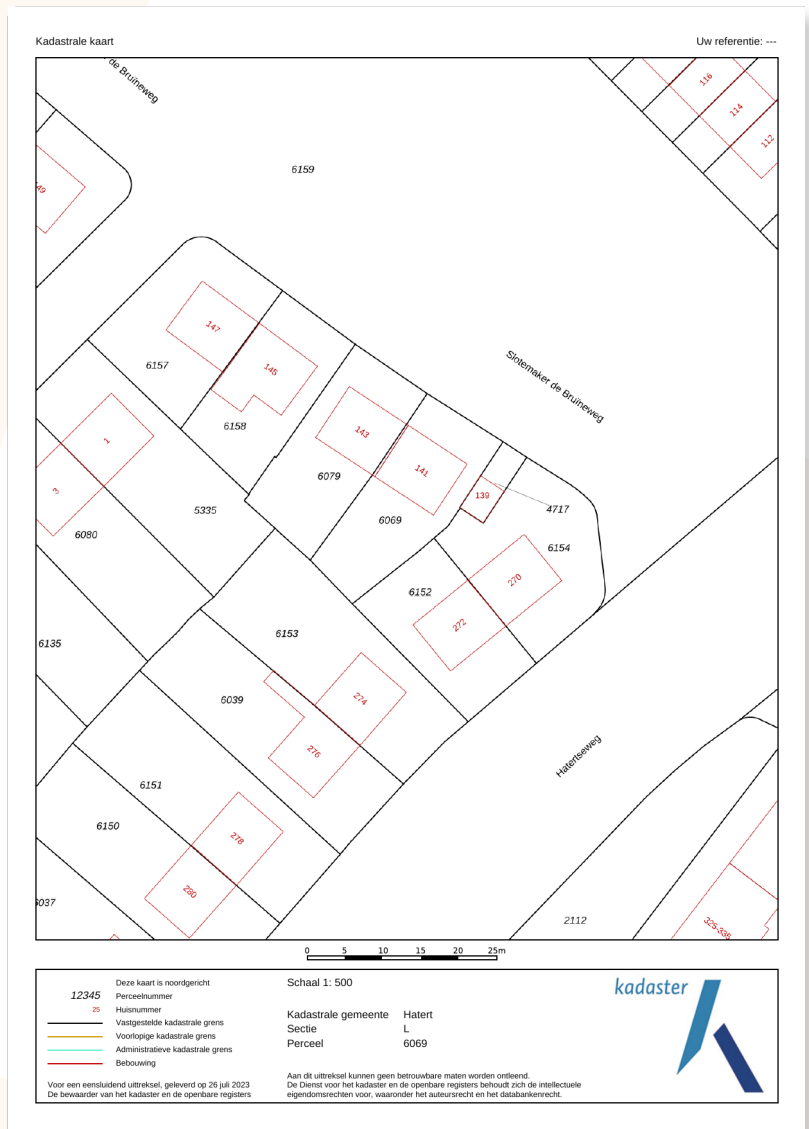 Kadastrale kaart
Uw referentie: ---
de Bruïneweg
116
114
112
6159
49
147
145
6157
6158
Slotemaker de Bruïneweg
143
141
139
4717
1
3
6079
6069
6154
5335
6080
270
6152
272
6135
6153
274
6039
276
Hatertseweg
6151
6150
278
280
6037
2112
325-335
0 5 10 15 20 25m
Deze kaart is noordgericht
12345 Perceelnummer
25 Huisnummer
Vastgestelde kadastrale grens
Voorlopige kadastrale grens
Administratieve kadastrale grens
Bebouwing
Voor een eensluidend uittreksel, geleverd op 26 juli 2023
De bewaarder van het kadaster en de openbare registers
Schaal 1: 500
Kadastrale gemeente Hatert
Sectie L
Perceel 6069
Aan dit uittreksel kunnen geen betrouwbare maten worden ontleend.
De Dienst voor het kadaster en de openbare registers behoudt zich de intellectuele
eigendomsrechten voor, waaronder het auteursrecht en het databankenrecht.
kadaster